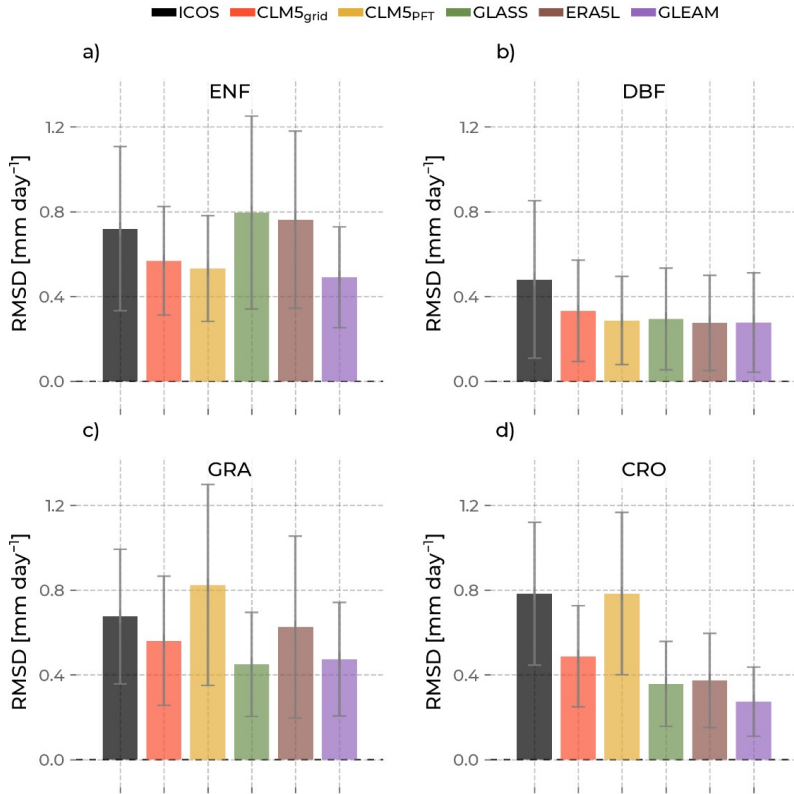 ICOS CLM5grid CLM5PFT GLASS ERA5L GLEAM
a) b)
ENF DBF
RMSD [mm day⁻¹] 1.2 0.8 0.4 0.0
RMSD [mm day⁻¹] 1.2 0.8 0.4 0.0
c) d)
GRA CRO
RMSD [mm day⁻¹] 1.2 0.8 0.4 0.0
RMSD [mm day⁻¹] 1.2 0.8 0.4 0.0